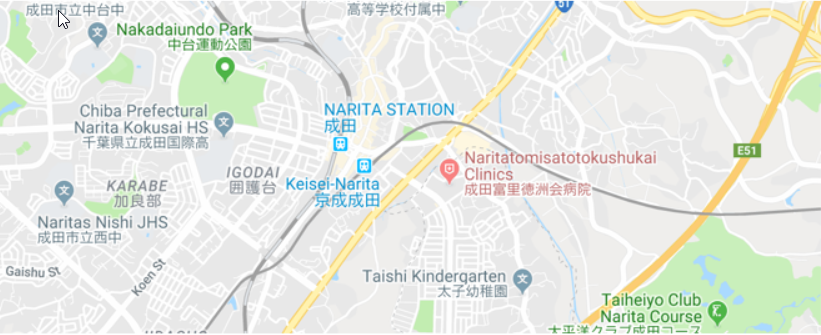 成田市立中台中
高等学校付属中
51
Nakadaiundo Park
中台運動公園
NARITA STATION
成田
Chiba Prefectural
Narita Kokusai HS
千葉県立成田国際高
E51
Naritatomisatotokushukai
Clinics
成田富里徳洲会病院
IGODAI
囲護台
Keisei-Narita
京成成田
KARABE
加良部
Naritas Nishi JHS
成田市立西中
Gaishu St
Koen St
Taishi Kindergarten
太子幼稚園
Taiheiyo Club
Narita Course
太平洋クラブ成田コース